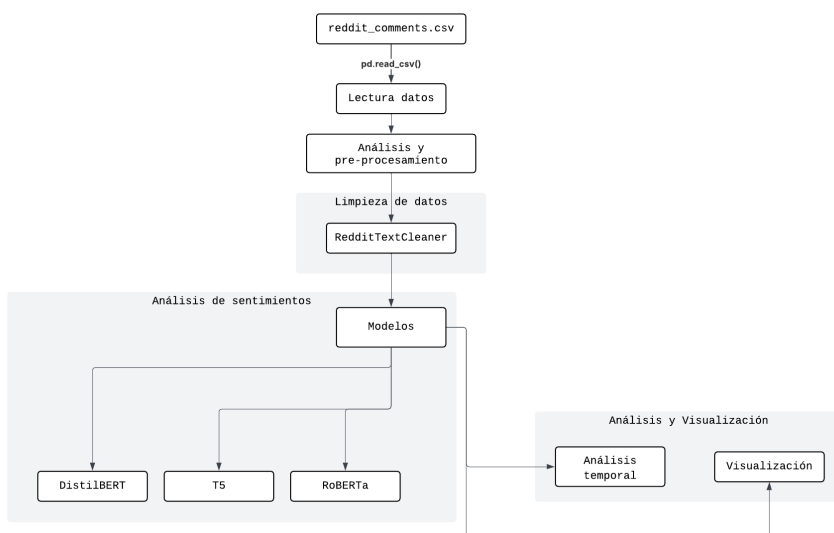 reddit_comments.csv
pd.read_csv()
Lectura datos
Análisis y
pre-procesamiento
Limpieza de datos
RedditTextCleaner
Análisis de sentimientos
Modelos
DistilBERT
T5
RoBERTa
Análisis y Visualización
Análisis
temporal
Visualización